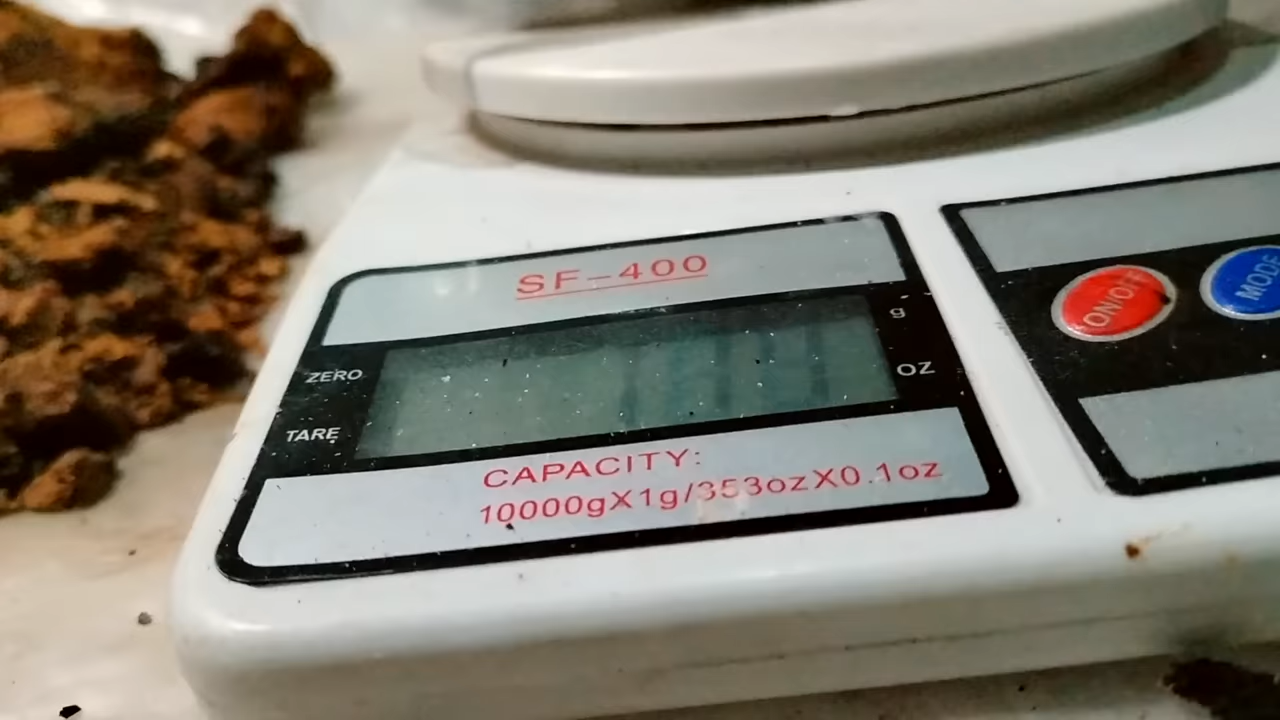 SF-400
g
ZERO
OZ
TARE
CAPACITY:
10000gX1g/353ozX0.1oz
ON/OFF
MODE